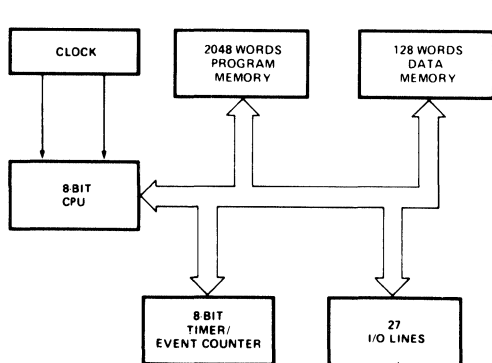 CLOCK
2048 WORDS
PROGRAM
MEMORY
128 WORDS
DATA
MEMORY
8-BIT
CPU
8-BIT
TIMER/
EVENT COUNTER
27
I/O LINES